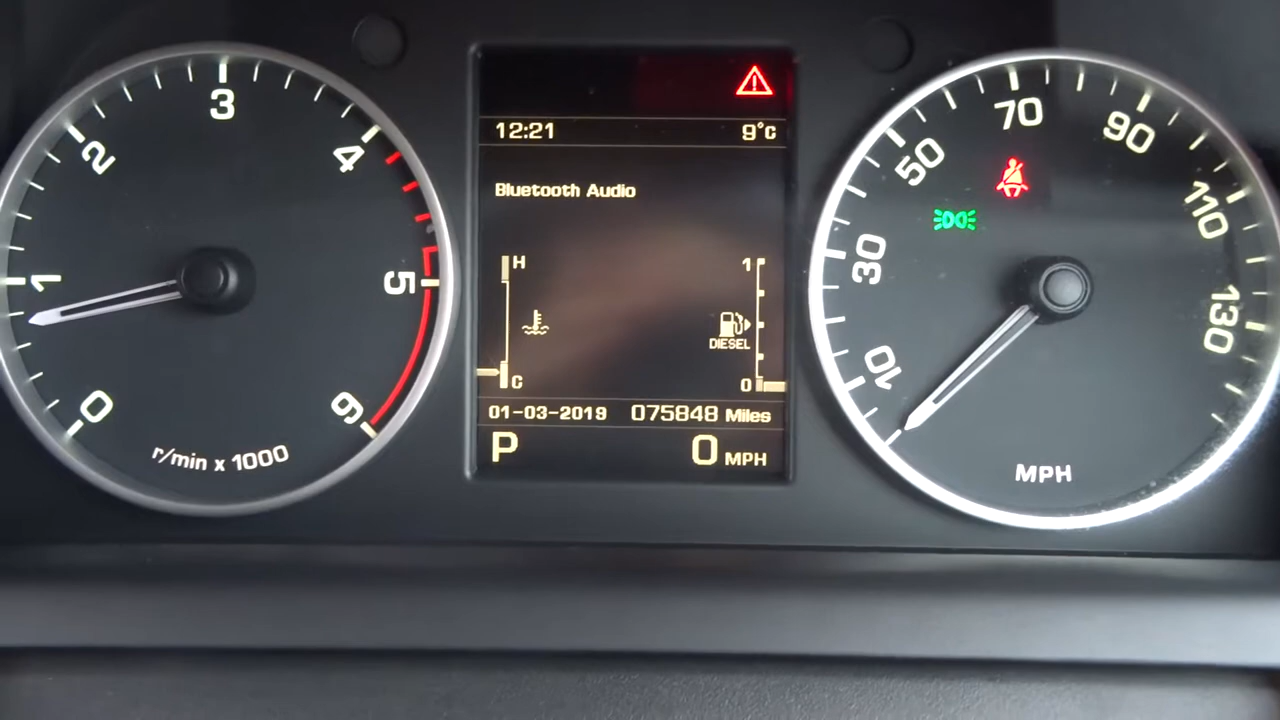 0
1
2
3
4
5
6
r/min x 1000
12:21 9°c
Bluetooth Audio
H 1
DIESEL
C 0
01-03-2019 075848 Miles
P 0 MPH
10
30
50
70
90
110
130
MPH